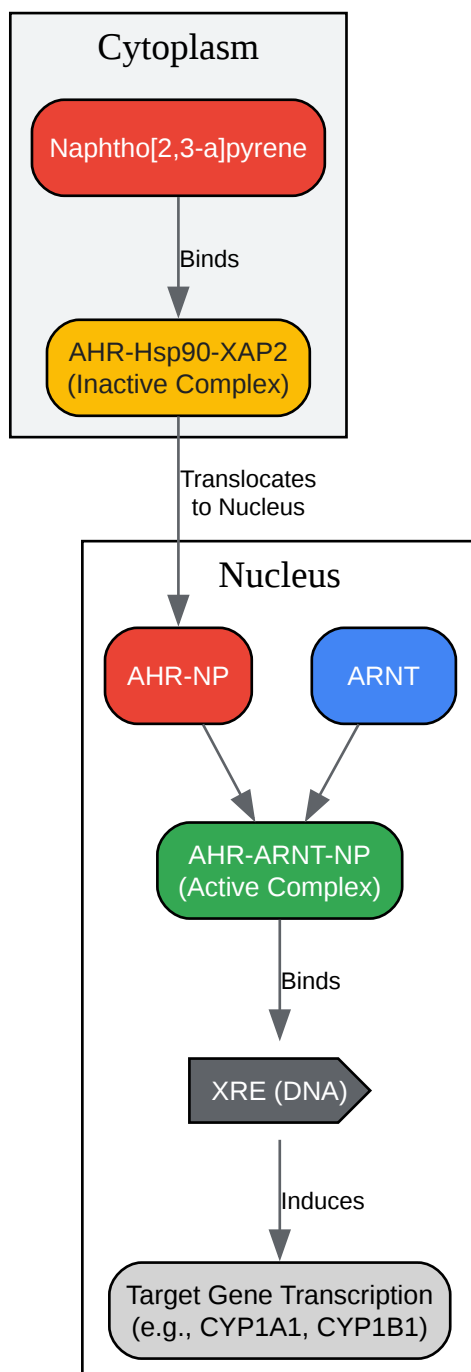 Cytoplasm
Naphtho[2,3-a]pyrene
Binds
AHR-Hsp90-XAP2
(Inactive Complex)
Translocates
to Nucleus
Nucleus
AHR-NP
ARNT
AHR-ARNT-NP
(Active Complex)
Binds
XRE (DNA)
Induces
Target Gene Transcription
(e.g., CYP1A1, CYP1B1)